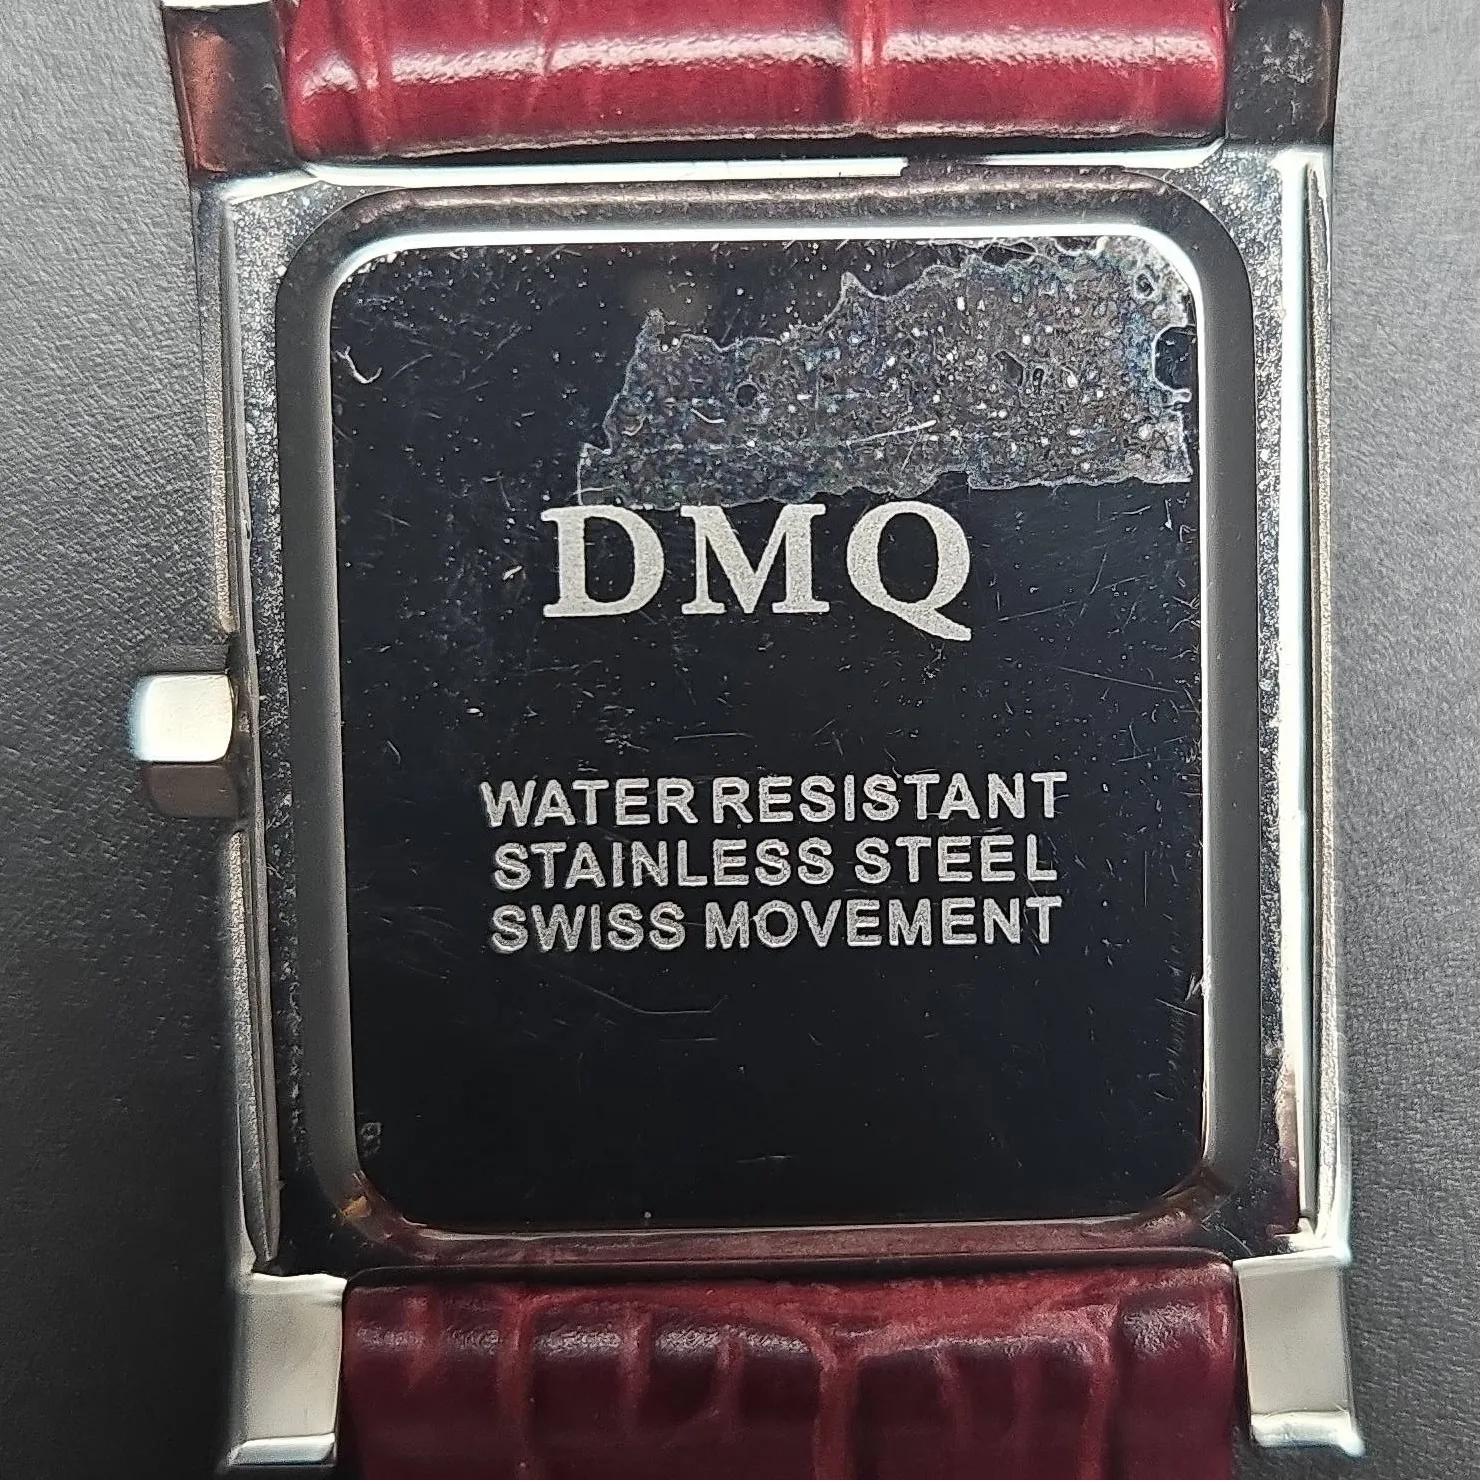 DMQ
WATER RESISTANT
STAINLESS STEEL
SWISS MOVEMENT